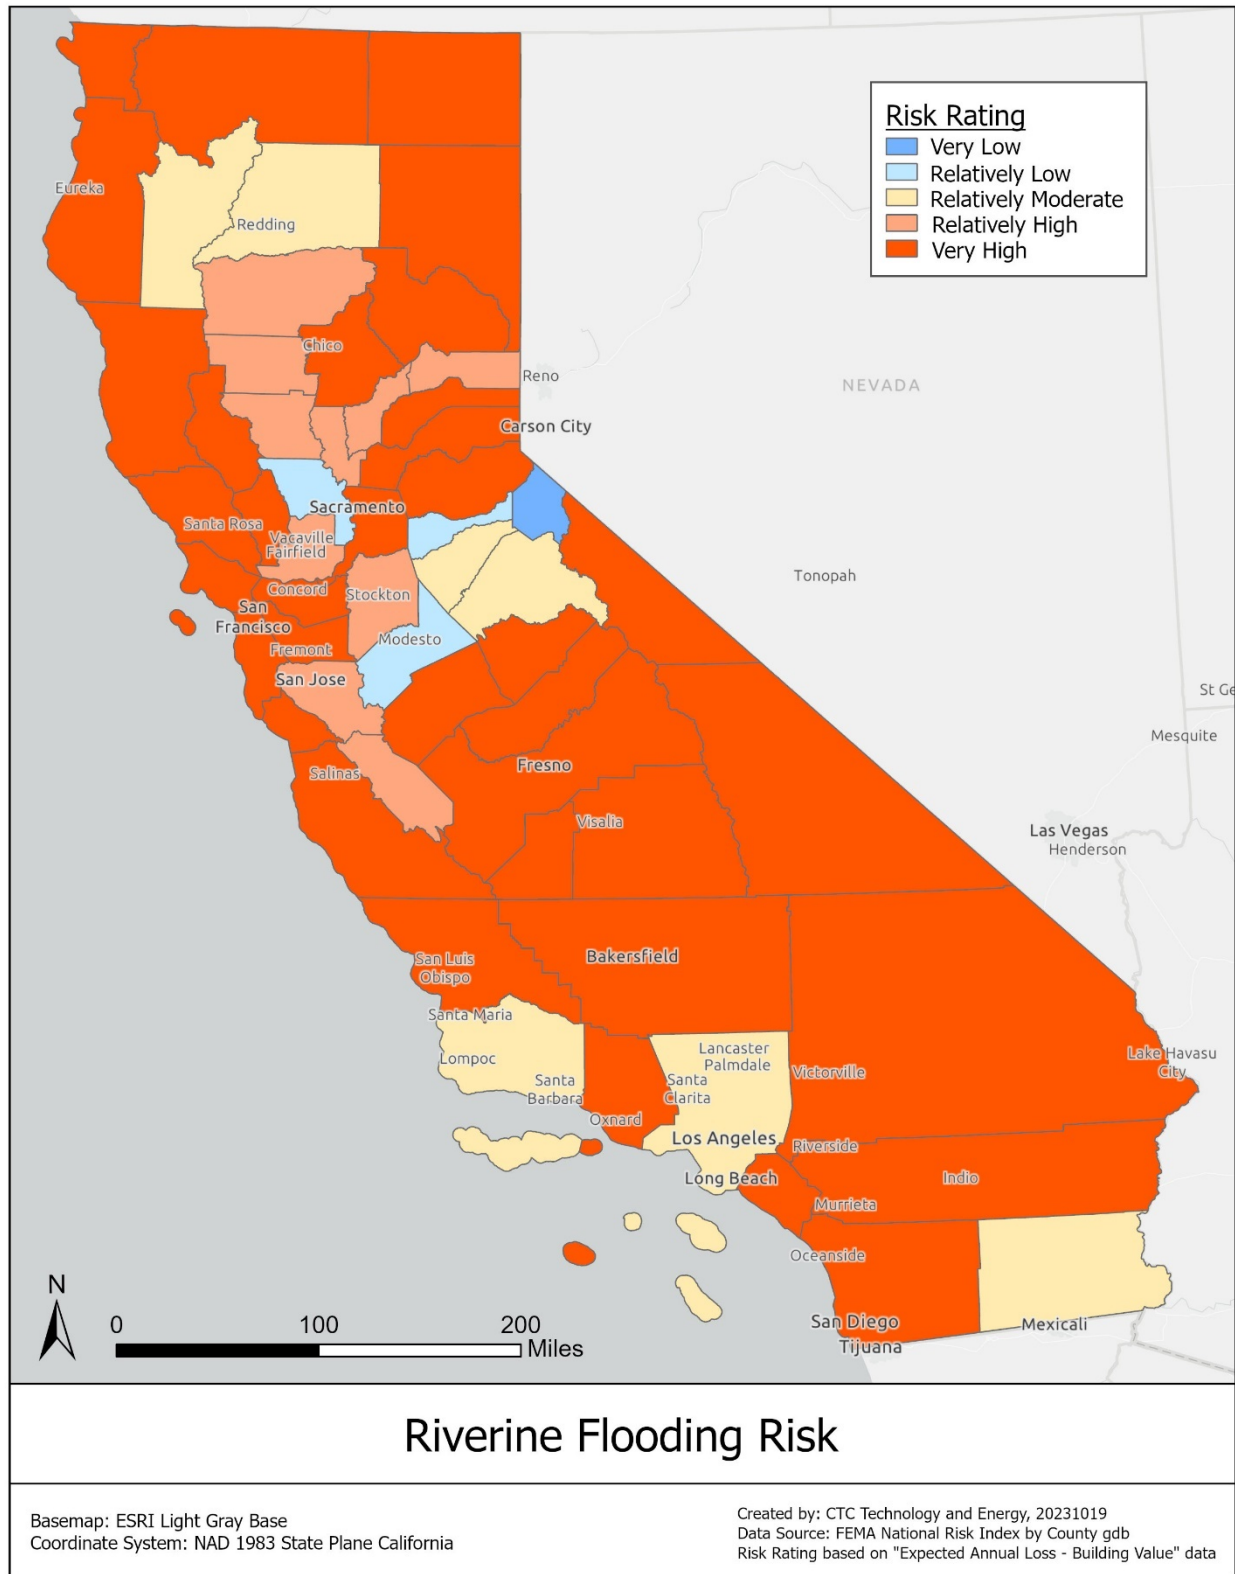 Risk Rating
Very Low
Relatively Low
Relatively Moderate
Relatively High
Very High
Eureka
Redding
Chico
Reno
NEVADA
Carson City
Sacramento
Santa Rosa
Vacaville
Fairfield
Tonopah
Concord
Stockton
San
Francisco
Modesto
Fremont
San Jose
St Ge
Mesquite
Fresno
Salinas
Visalia
Las Vegas
Henderson
Bakersfield
San Luis
Obispo
Santa Maria
Lompoc
Lancaster
Palmdale
Lake Havasu
City
Victorville
Santa
Barbara
Santa
Clarita
Oxnard
Los Angeles
Riverside
Long Beach
Indio
Murrieta
Oceanside
San Diego
Tijuana
Mexicali
N
0 100 200
Miles
Riverine Flooding Risk
Basemap: ESRI Light Gray Base
Coordinate System: NAD 1983 State Plane California
Created by: CTC Technology and Energy, 20231019
Data Source: FEMA National Risk Index by County gdb
Risk Rating based on "Expected Annual Loss - Building Value" data